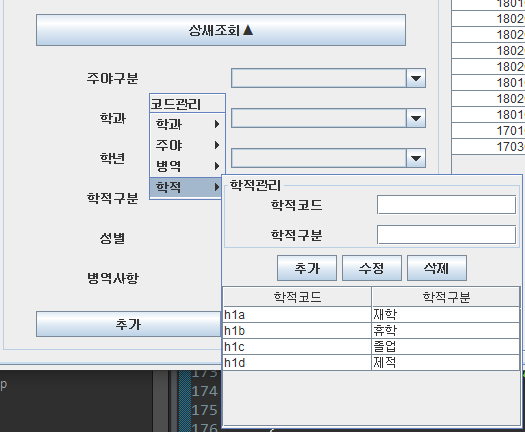 상새조회▲
주야구분
학과
학년
학적구분
성별
병역사항
추가
코드관리
학과
주야
병역
학적
학적관리
학적코드
학적구분
추가 수정 삭제
학적코드 학적구분
h1a 재학
h1b 휴학
h1c 졸업
h1d 제적
1801
1802
1802
1802
1802
1801
1802
1801
1701
1703
p
173
174
175
176